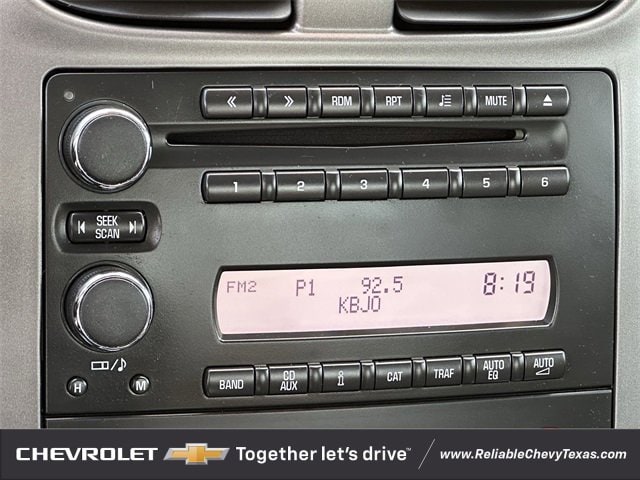 « » RDM RPT MUTE
1 2 3 4 5 6
SEEK
SCAN
FM2 P1 92.5 8:19
KBJO
BAND CD AUX i CAT TRAF AUTO EQ AUTO
H M
CHEVROLET Together let's drive™ www.ReliableChevyTexas.com